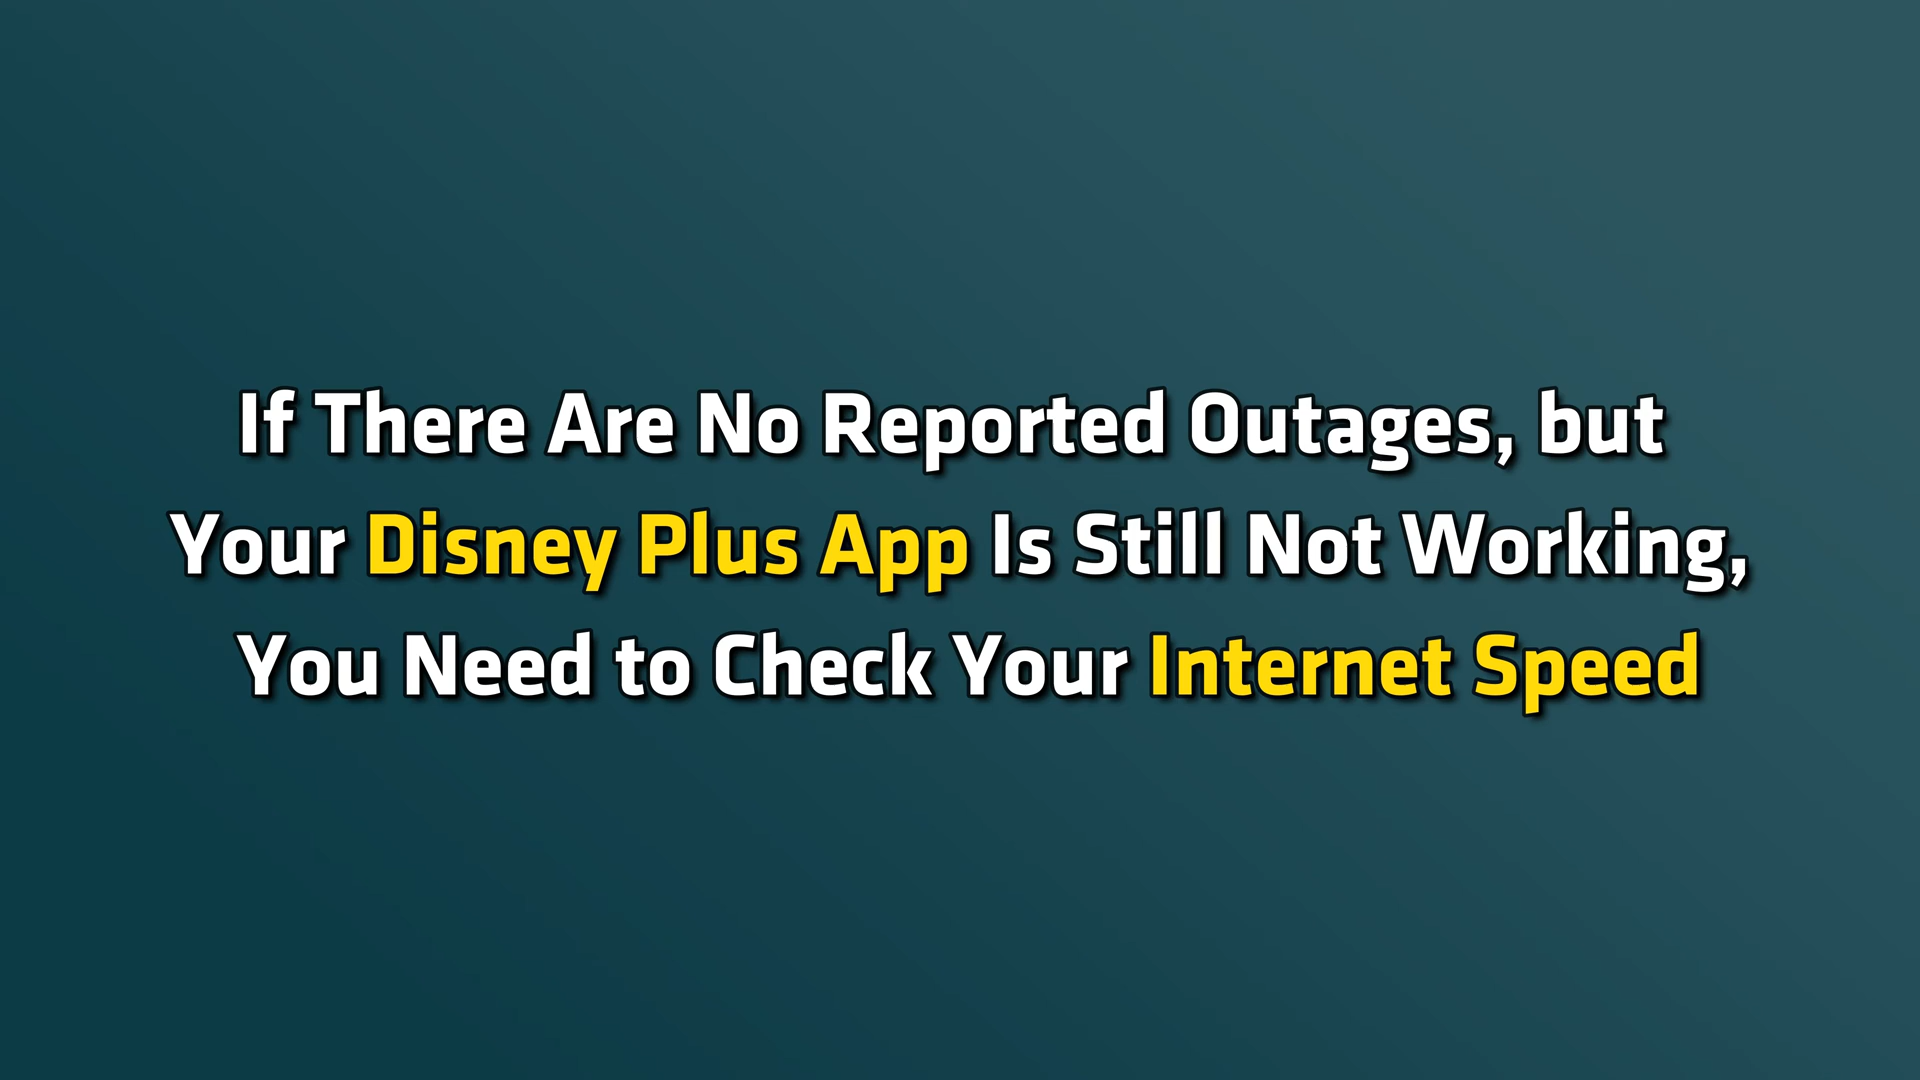 If There Are No Reported Outages, but
Your Disney Plus App Is Still Not Working,
You Need to Check Your Internet Speed